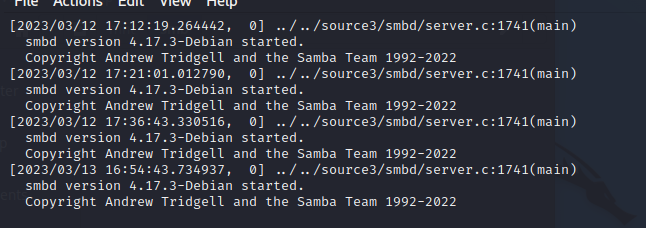 File Actions Edit View Help
[2023/03/12 17:12:19.264442,  0] ../../source3/smbd/server.c:1741(main)
  smbd version 4.17.3-Debian started.
  Copyright Andrew Tridgell and the Samba Team 1992-2022
[2023/03/12 17:21:01.012790,  0] ../../source3/smbd/server.c:1741(main)
  smbd version 4.17.3-Debian started.
  Copyright Andrew Tridgell and the Samba Team 1992-2022
[2023/03/12 17:36:43.330516,  0] ../../source3/smbd/server.c:1741(main)
  smbd version 4.17.3-Debian started.
  Copyright Andrew Tridgell and the Samba Team 1992-2022
[2023/03/13 16:54:43.734937,  0] ../../source3/smbd/server.c:1741(main)
  smbd version 4.17.3-Debian started.
  Copyright Andrew Tridgell and the Samba Team 1992-2022